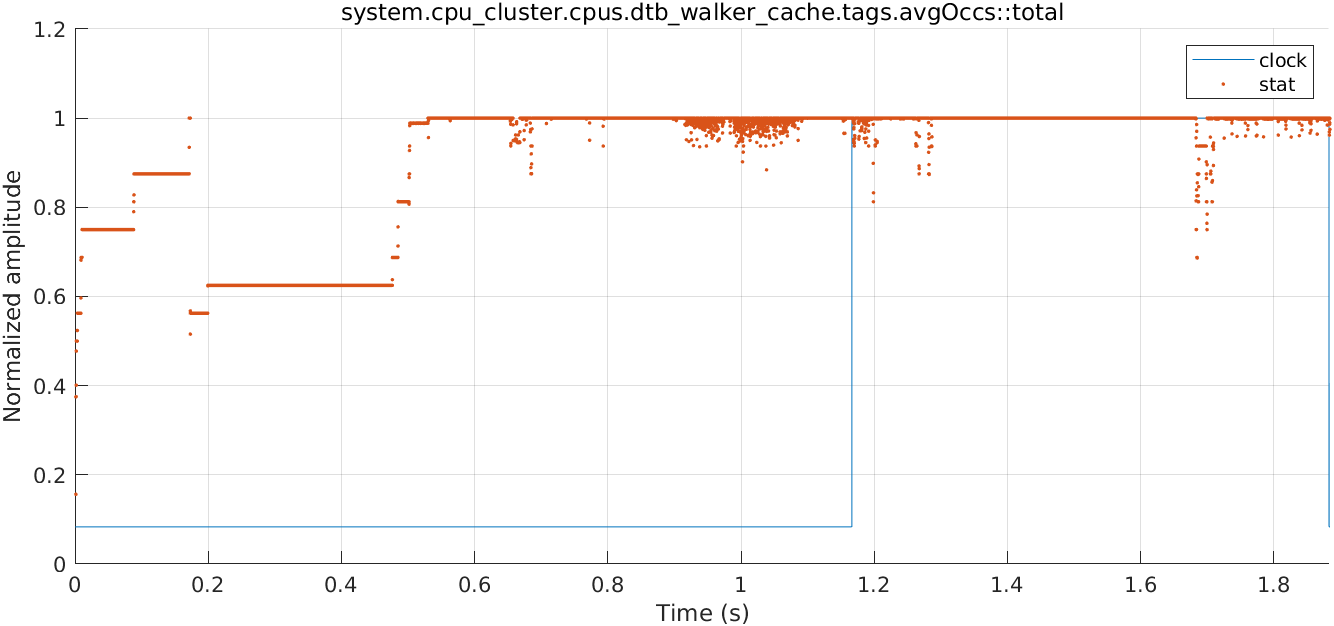 system.cpu_cluster.cpus.dtb_walker_cache.tags.avgOccs::total
1.2
1
0.8
0.6
0.4
0.2
0
Normalized amplitude
clock
stat
0 0.2 0.4 0.6 0.8 1 1.2 1.4 1.6 1.8
Time (s)